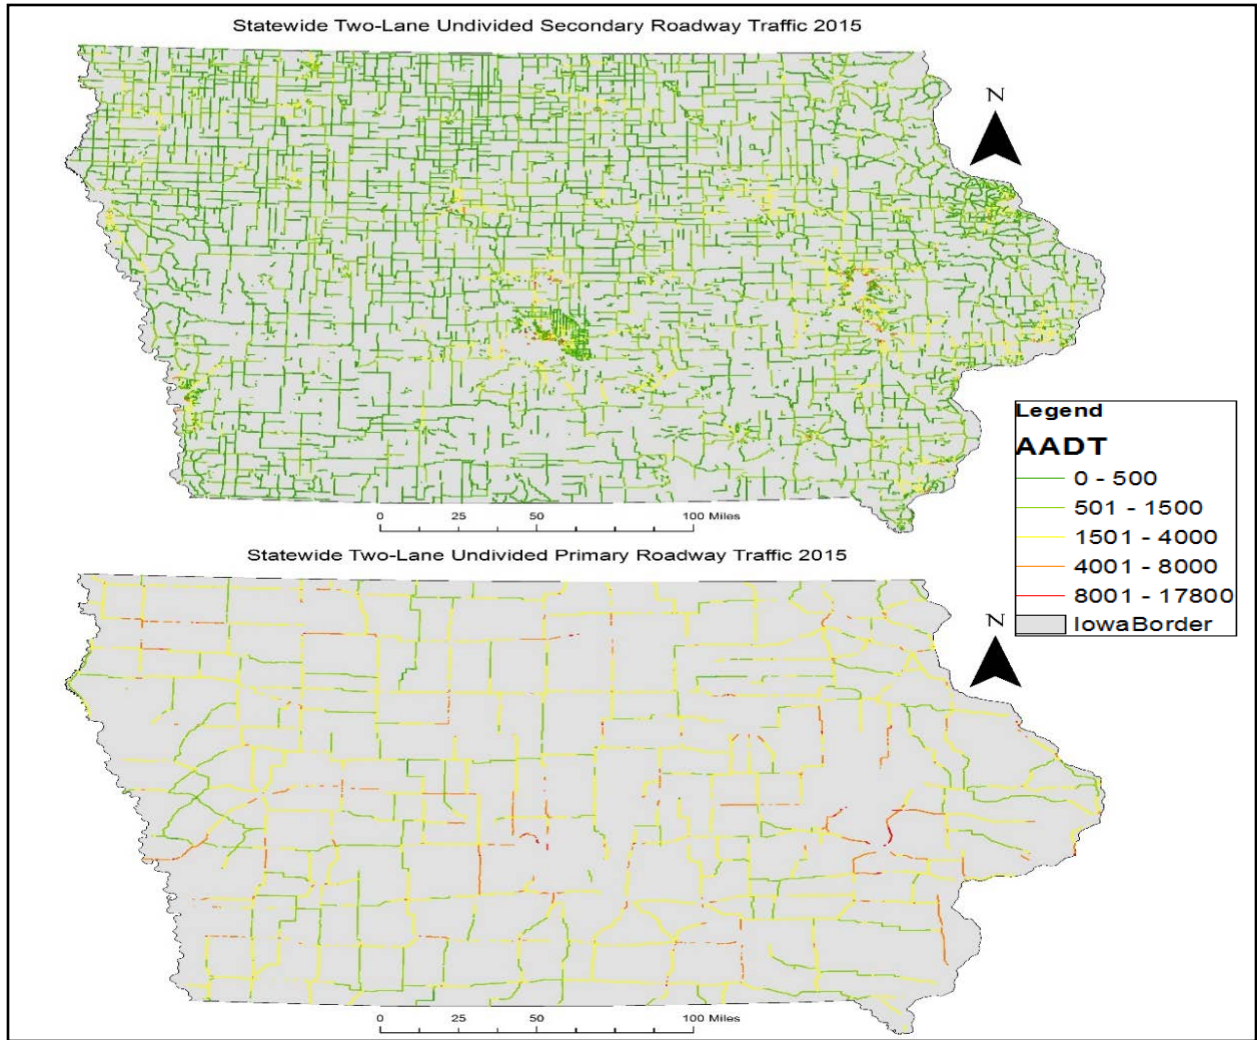 Statewide Two-Lane Undivided Secondary Roadway Traffic 2015
N
Legend
AADT
0 - 500
501 - 1500
1501 - 4000
4001 - 8000
8001 - 17800
IowaBorder
0 25 50 100 Miles
Statewide Two-Lane Undivided Primary Roadway Traffic 2015
N
0 25 50 100 Miles